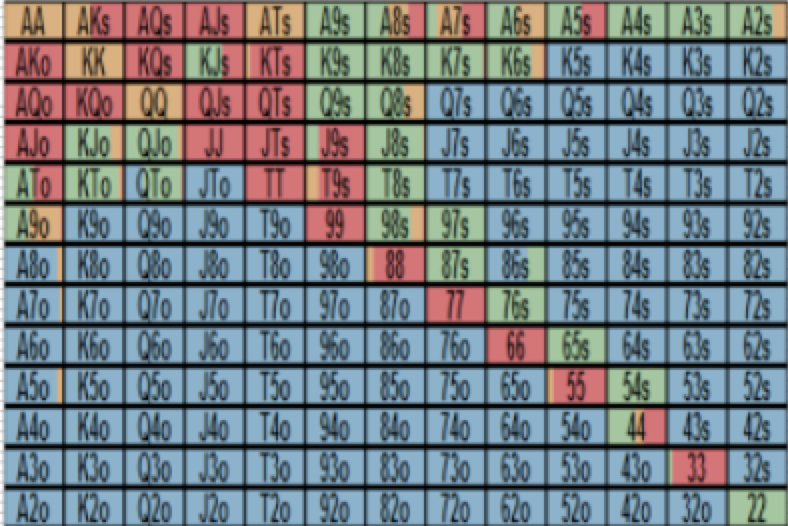 AA AKs AQs AJs ATs A9s A8s A7s A6s A5s A4s A3s A2s
AKo KK KQs KJs KTs K9s K8s K7s K6s K5s K4s K3s K2s
AQo KQo QQ QJs QTs Q9s Q8s Q7s Q6s Q5s Q4s Q3s Q2s
AJo KJo QJo JJ JTs J9s J8s J7s J6s J5s J4s J3s J2s
ATo KTo QTo JTo TT T9s T8s T7s T6s T5s T4s T3s T2s
A9o K9o Q9o J9o T9o 99 98s 97s 96s 95s 94s 93s 92s
A8o K8o Q8o J8o T8o 98o 88 87s 86s 85s 84s 83s 82s
A7o K7o Q7o J7o T7o 97o 87o 77 76s 75s 74s 73s 72s
A6o K6o Q6o J6o T6o 96o 86o 76o 66 65s 64s 63s 62s
A5o K5o Q5o J5o T5o 95o 85o 75o 65o 55 54s 53s 52s
A4o K4o Q4o J4o T4o 94o 84o 74o 64o 54o 44 43s 42s
A3o K3o Q3o J3o T3o 93o 83o 73o 63o 53o 43o 33 32s
A2o K2o Q2o J2o T2o 92o 82o 72o 62o 52o 42o 32o 22